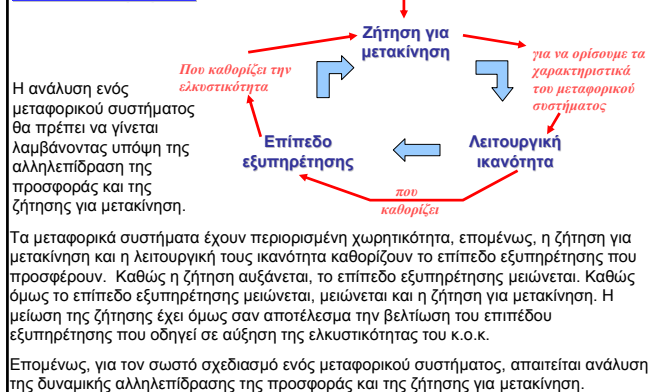 Ζήτηση για
μετακίνηση
για να ορίσουμε τα
χαρακτηριστικά
του μεταφορικού
συστήματος
Που καθορίζει την
ελκυστικότητα
Η ανάλυση ενός
μεταφορικού συστήματος
θα πρέπει να γίνεται
λαμβάνοντας υπόψη της
αλληλεπίδραση της
προσφοράς και της
ζήτησης για μετακίνηση.
Επίπεδο
εξυπηρέτησης
Λειτουργική
ικανότητα
που
καθορίζει
Τα μεταφορικά συστήματα έχουν περιορισμένη χωρητικότητα, επομένως, η ζήτηση για
μετακίνηση και η λειτουργική τους ικανότητα καθορίζουν το επίπεδο εξυπηρέτησης που
προσφέρουν. Καθώς η ζήτηση αυξάνεται, το επίπεδο εξυπηρέτησης μειώνεται. Καθώς
όμως το επίπεδο εξυπηρέτησης μειώνεται, μειώνεται και η ζήτηση για μετακίνηση. Η
μείωση της ζήτησης έχει όμως σαν αποτέλεσμα την βελτίωση του επιπέδου
εξυπηρέτησης που οδηγεί σε αύξηση της ελκυστικότητας του κ.ο.κ.
Επομένως, για τον σωστό σχεδιασμό ενός μεταφορικού συστήματος, απαιτείται ανάλυση
της δυναμικής αλληλεπίδρασης της προσφοράς και της ζήτησης για μετακίνηση.